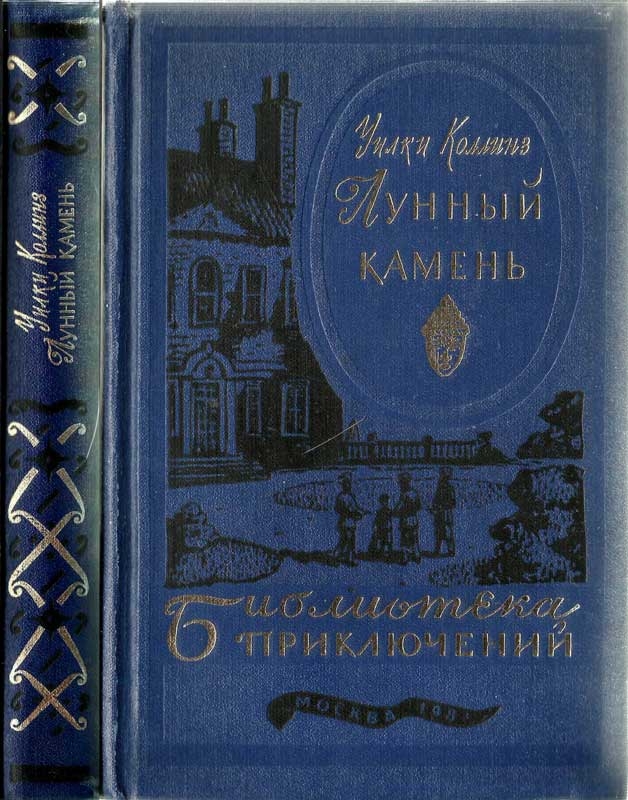 Уилки Коллинз
ЛУННЫЙ КАМЕНЬ
Уилки Коллинз
ЛУННЫЙ
КАМЕНЬ
Библиотека
ПРИКЛЮЧЕНИЙ
МОСКВА